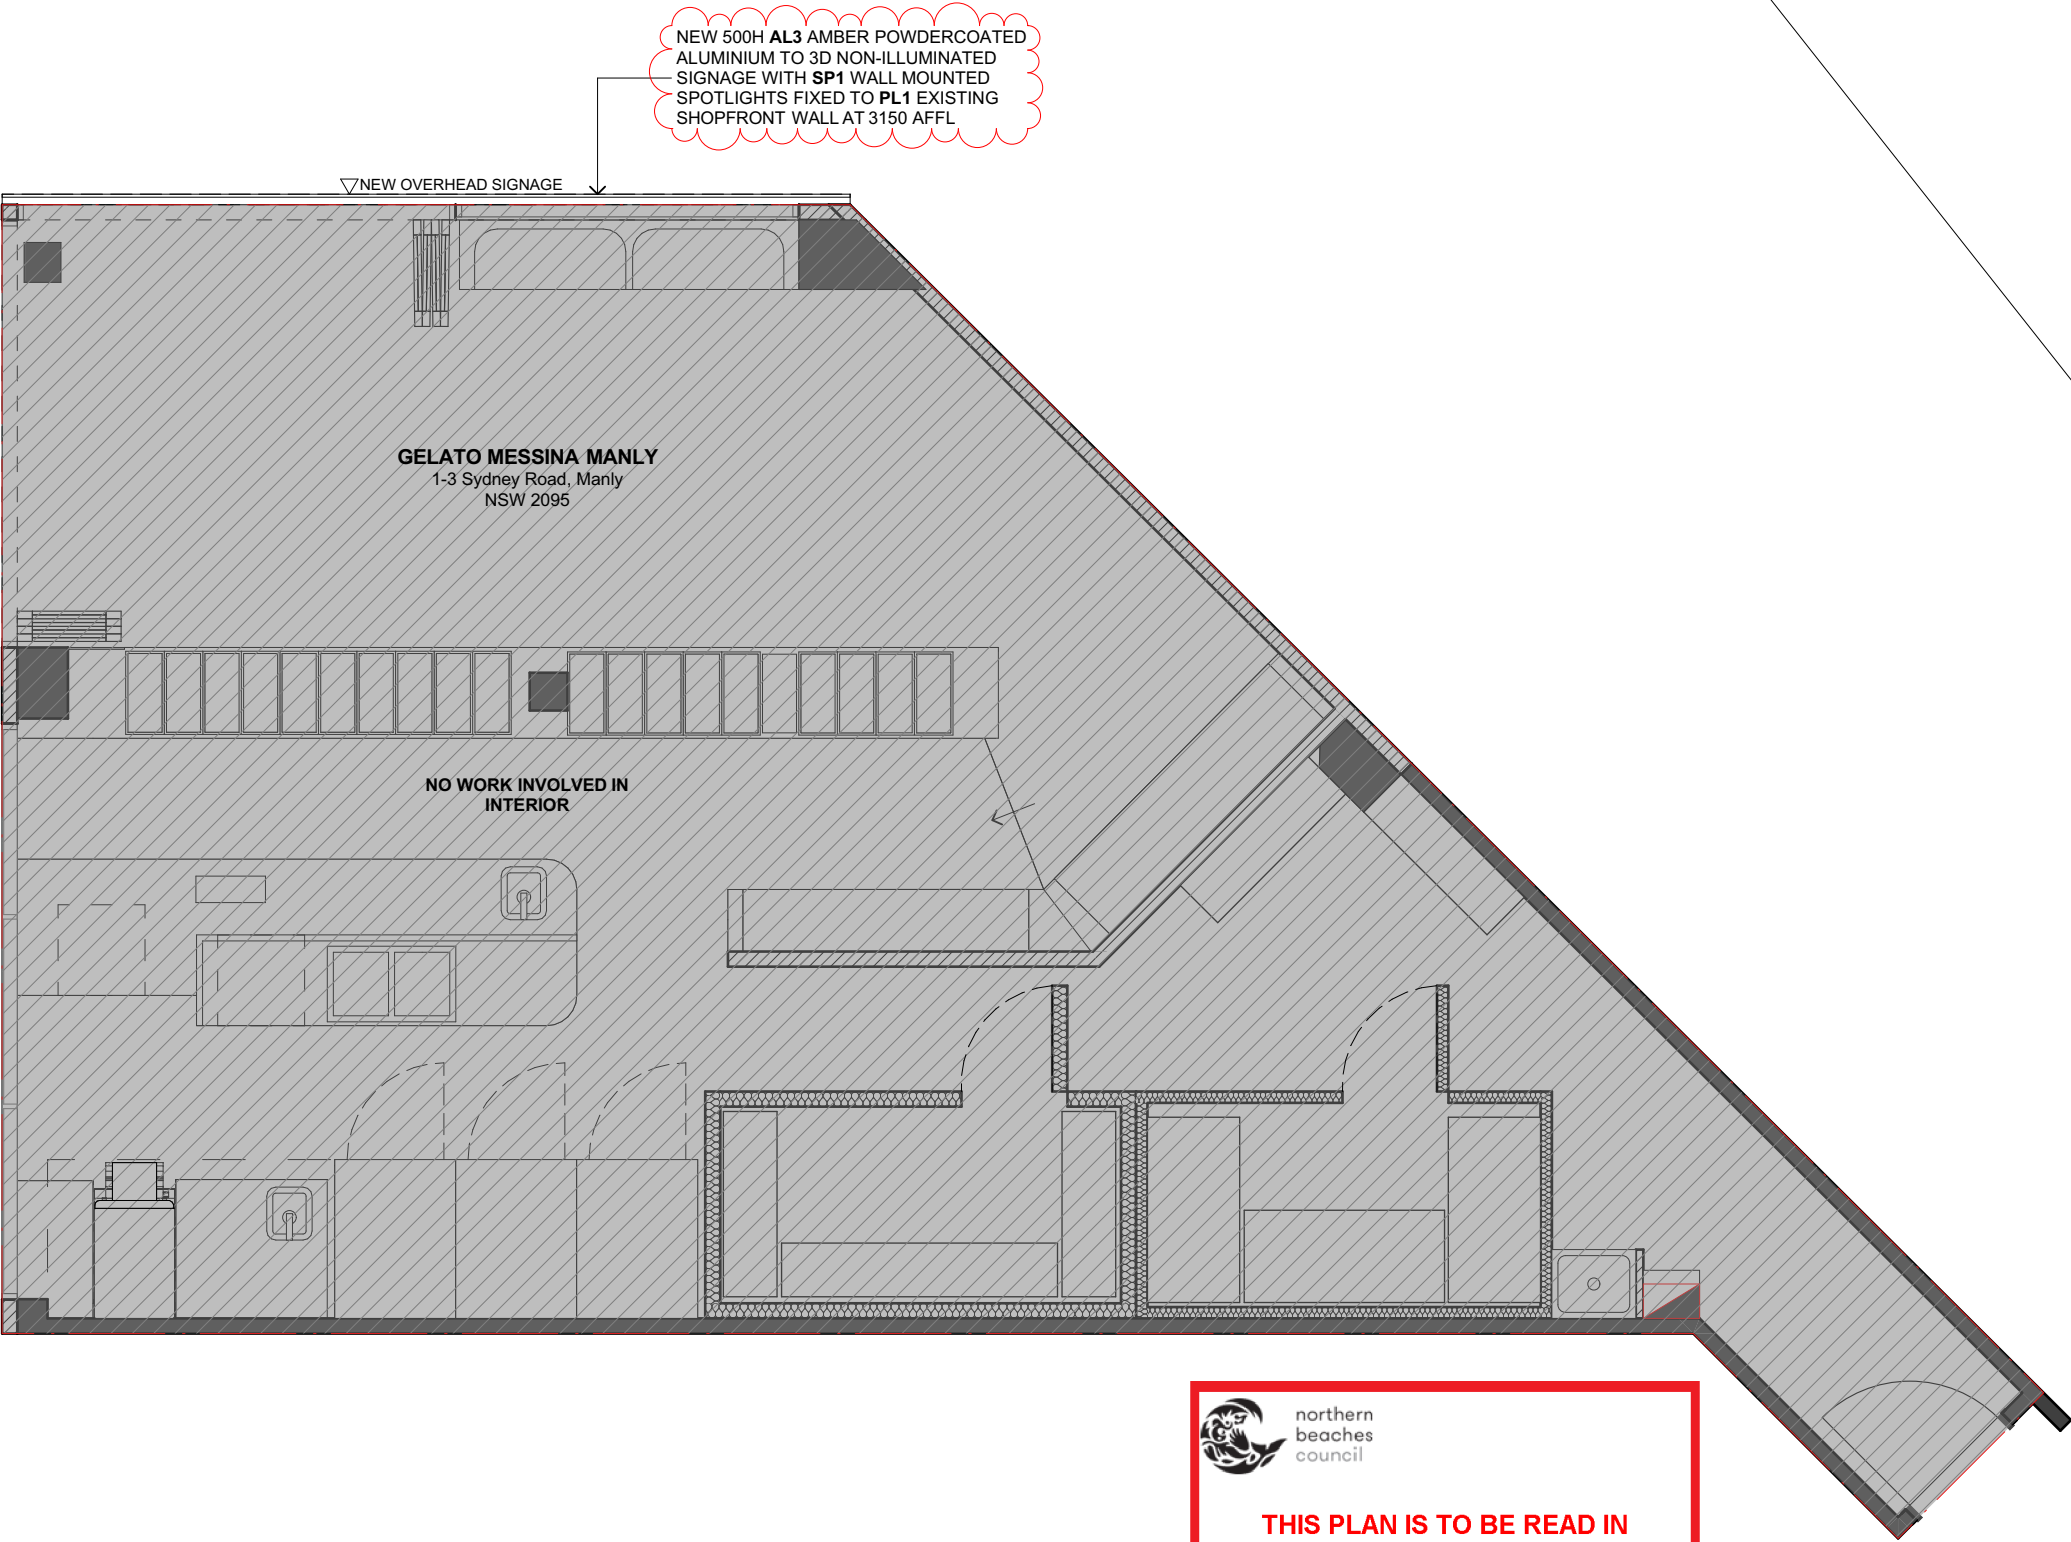 NEW 500H AL3 AMBER POWDERCOATED
ALUMINIUM TO 3D NON-ILLUMINATED
SIGNAGE WITH SP1 WALL MOUNTED
SPOTLIGHTS FIXED TO PL1 EXISTING
SHOPFRONT WALL AT 3150 AFFL
NEW OVERHEAD SIGNAGE
GELATO MESSINA MANLY
1-3 Sydney Road, Manly
NSW 2095
NO WORK INVOLVED IN
INTERIOR
northern
beaches
council
THIS PLAN IS TO BE READ IN